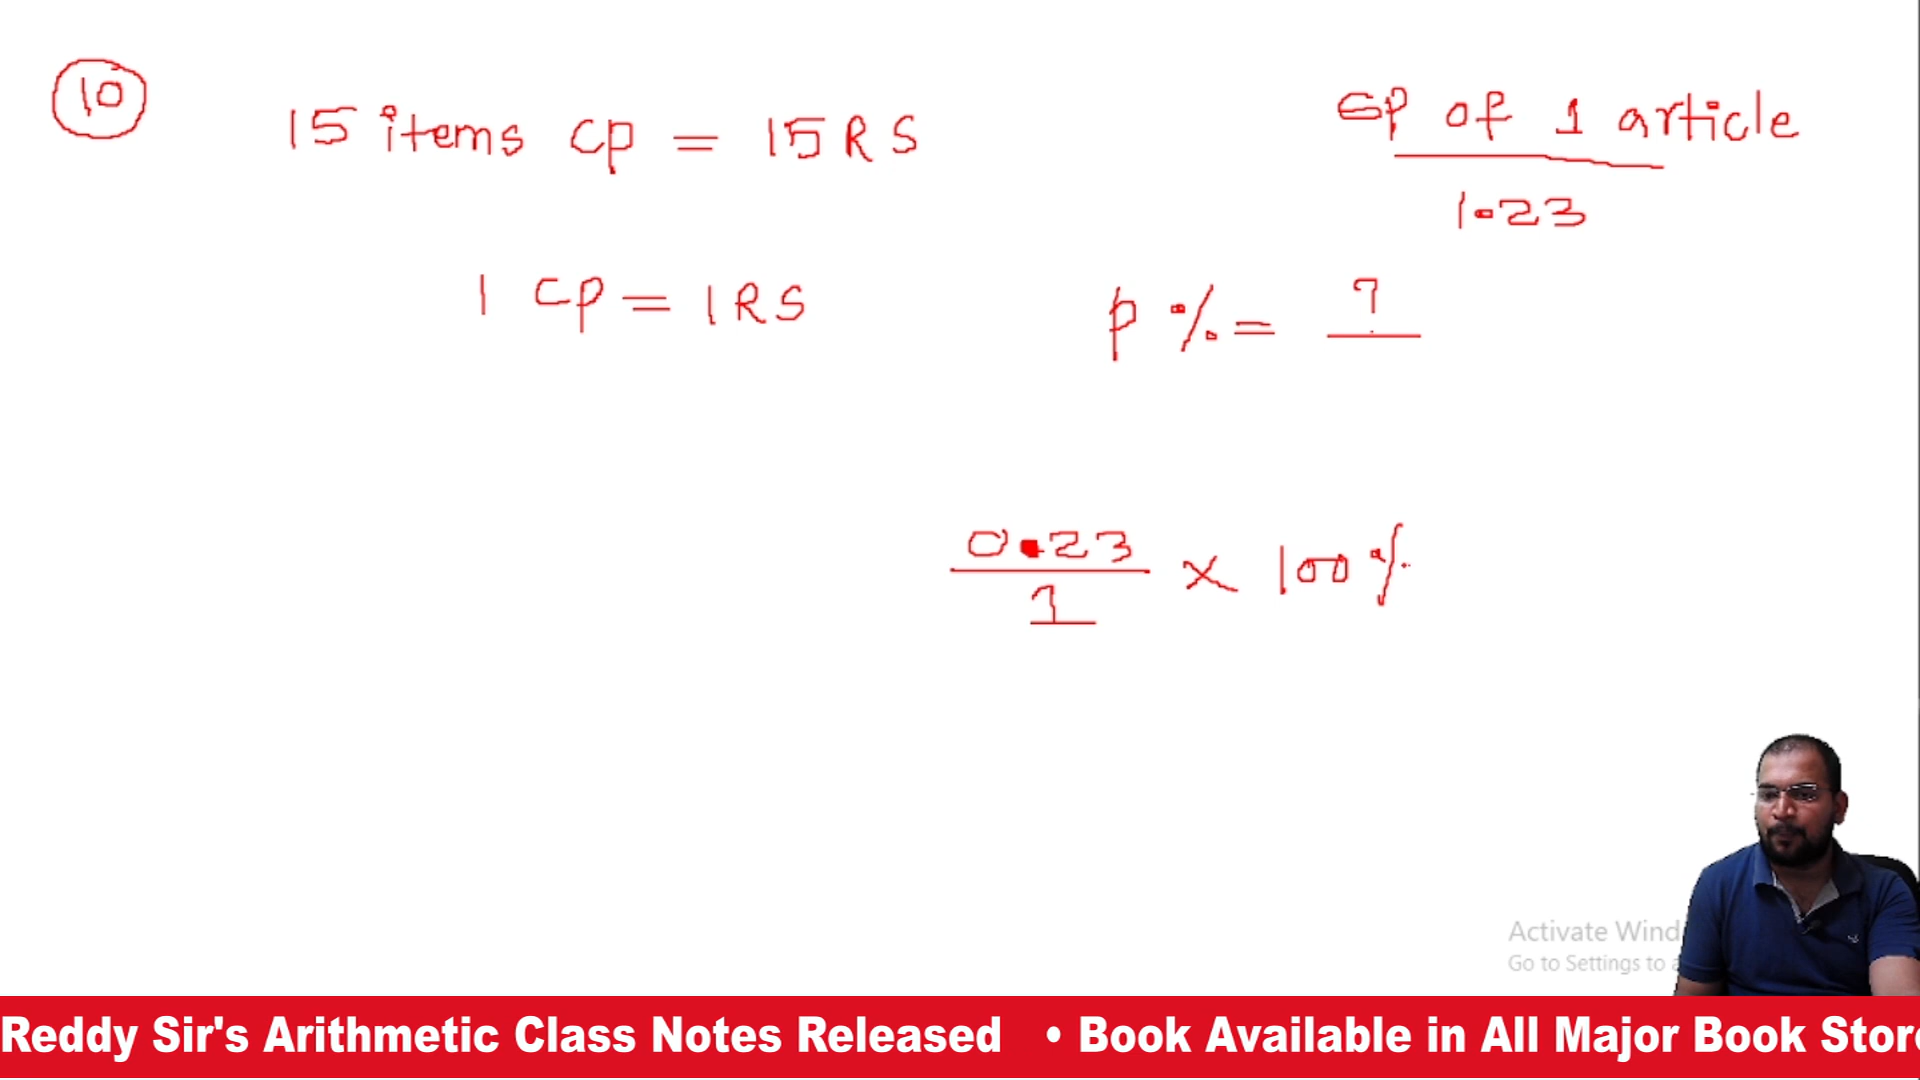 10
15 items CP = 15 RS
SP of 1 article
1.23
1 CP = 1 RS
P % = ?
0.23
1
× 100%
Activate Wind
Go to Settings to a
Reddy Sir's Arithmetic Class Notes Released • Book Available in All Major Book Store